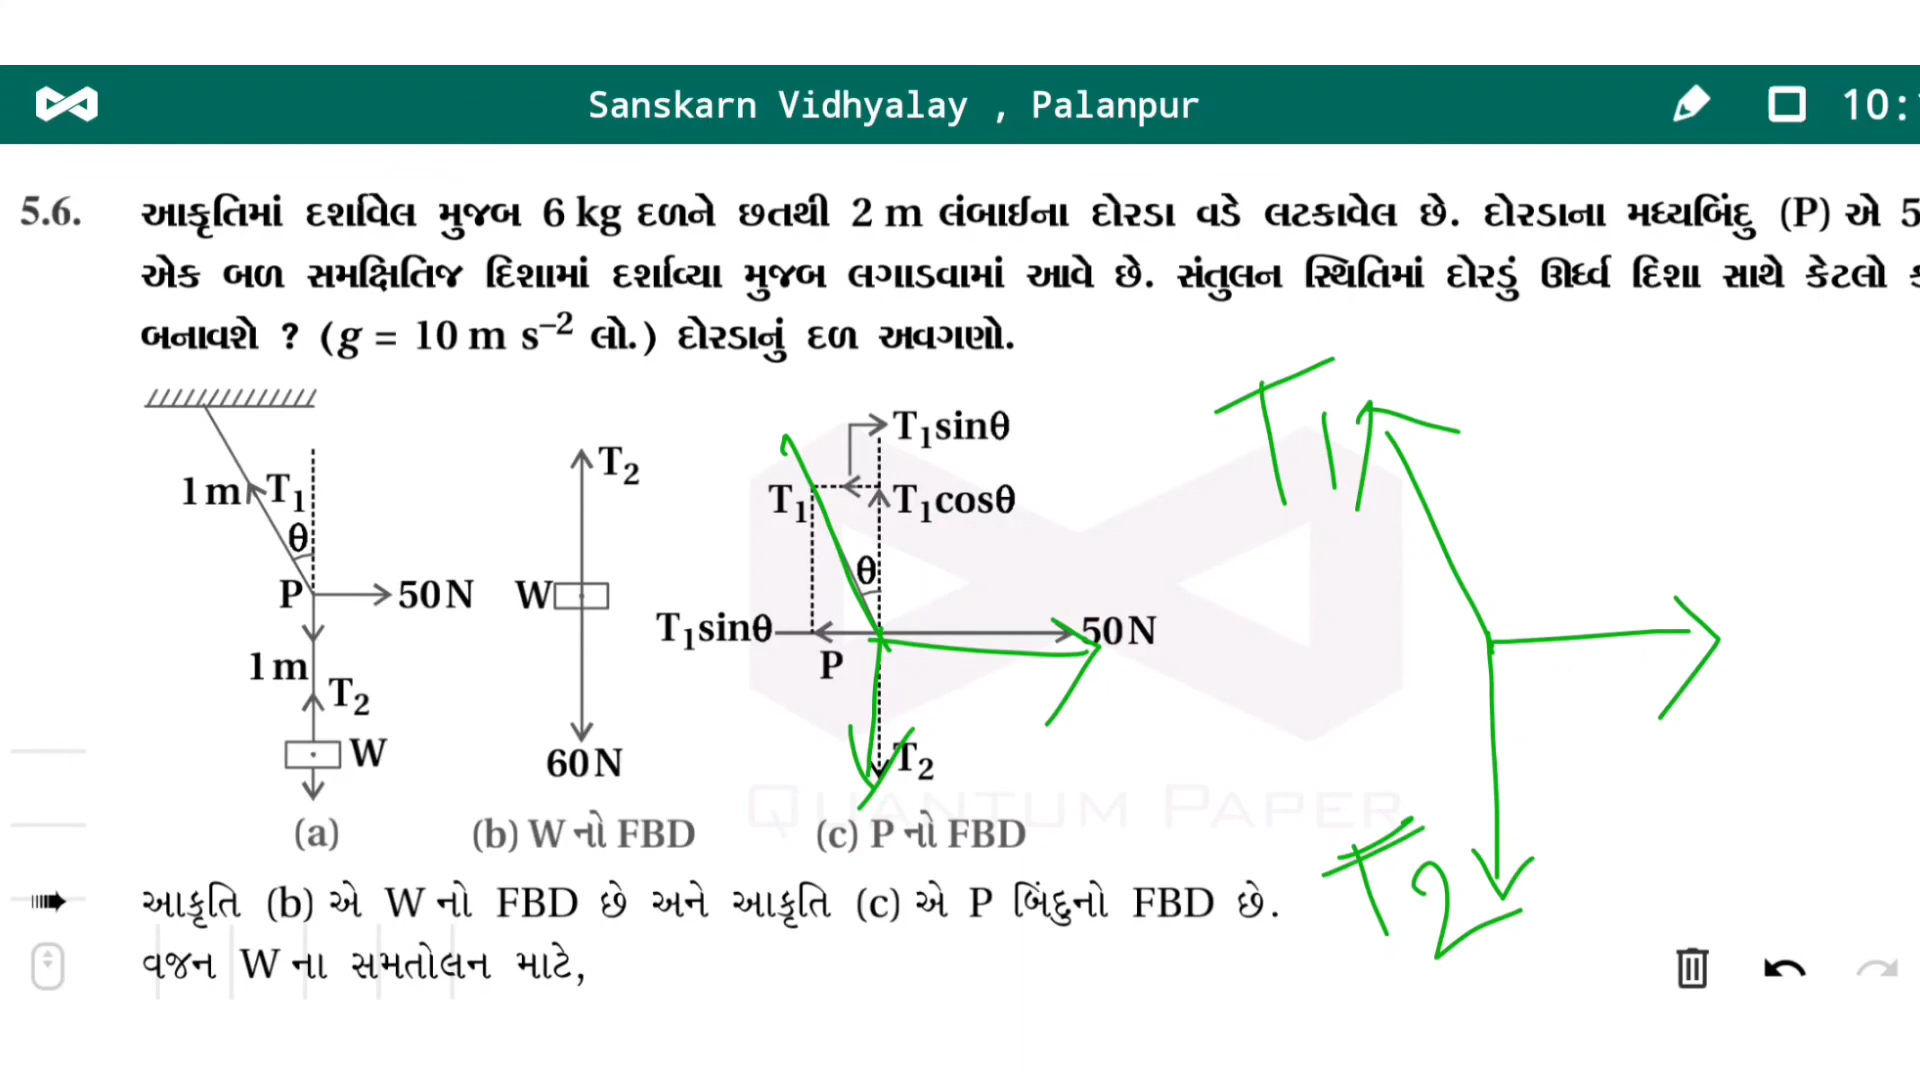 Sanskarn Vidhyalay , Palanpur
10:
5.6. આકૃતિમાં દર્શાવેલ મુજબ 6 kg દળને છતથી 2 m લંબાઈના દોરડા વડે લટકાવેલ છે. દોરડાના મધ્યબિંદુ (P) એ 5
એક બળ સમક્ષિતિજ દિશામાં દર્શાવ્યા મુજબ લગાડવામાં આવે છે. સંતુલન સ્થિતિમાં દોરડું ઊર્ધ્વ દિશા સાથે કેટલો
બનાવશે ? (g = 10 m s⁻² લો.) દોરડાનું દળ અવગણો.
T1
T₁sinθ
T₂
1 m T₁
T₁ T₁cosθ
θ
θ
P 50 N W
T₁sinθ 50 N
P
1 m
T₂
W 60 N T₂
QUANTUM PAPER
(a) (b) W નો FBD (c) P નો FBD
T2
આકૃતિ (b) એ W નો FBD છે અને આકૃતિ (c) એ P બિંદુનો FBD છે.
વજન W ના સમતોલન માટે,